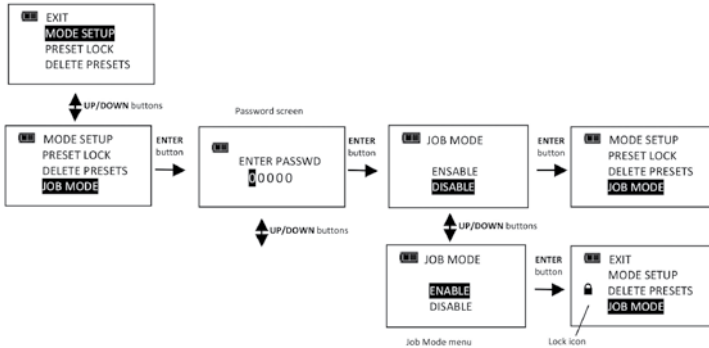 EXIT
MODE SETUP
PRESET LOCK
DELETE PRESETS
UP/DOWN buttons
Password screen
MODE SETUP
PRESET LOCK
DELETE PRESETS
JOB MODE
ENTER
button
ENTER PASSWD
00000
ENTER
button
JOB MODE
ENSABLE
DISABLE
ENTER
button
MODE SETUP
PRESET LOCK
DELETE PRESETS
JOB MODE
UP/DOWN buttons
UP/DOWN buttons
JOB MODE
ENABLE
DISABLE
ENTER
button
EXIT
MODE SETUP
DELETE PRESETS
JOB MODE
Job Mode menu
Lock icon